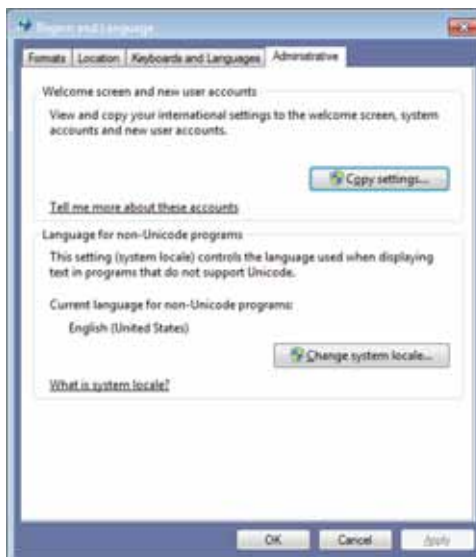 Region and Language
Formats Location Keyboards and Languages Administrative
Welcome screen and new user accounts
View and copy your international settings to the welcome screen, system
accounts and new user accounts.
Copy settings...
Tell me more about these accounts
Language for non-Unicode programs
This setting (system locale) controls the language used when displaying
text in programs that do not support Unicode.
Current language for non-Unicode programs:
English (United States)
Change system locale...
What is system locale?
OK Cancel Apply